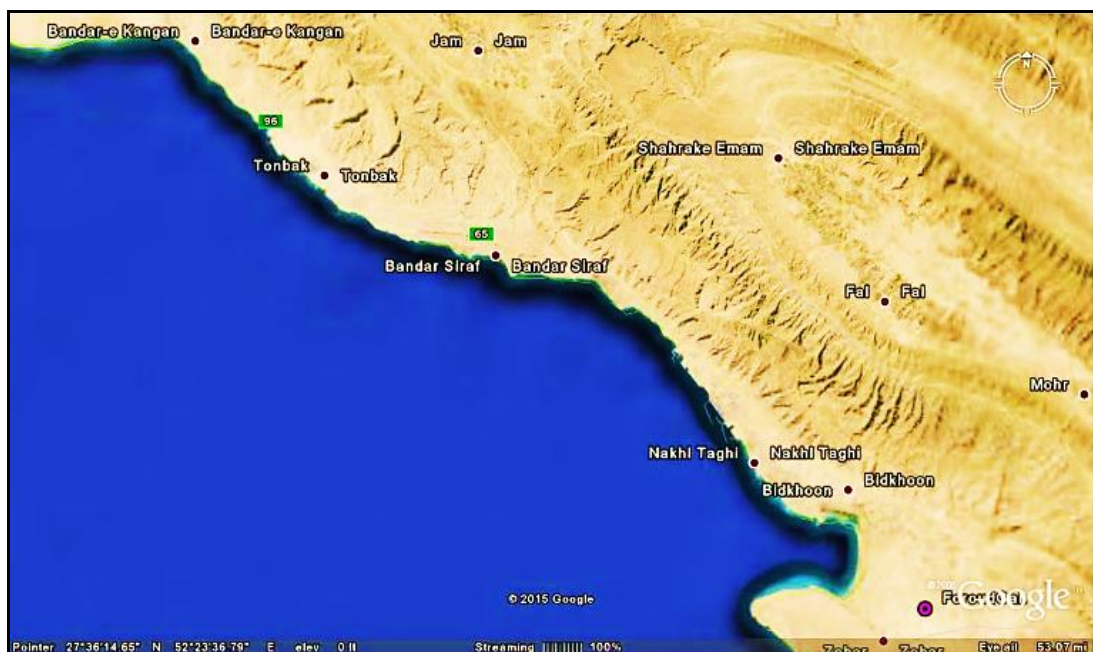 Bandar-e Kangan Bandar-e Kangan
Jam Jam
N
96
Shahrake Emam Shahrake Emam
Tonbak Tonbak
65
Bandar Siraf Bandar Siraf
Fal Fal
Mohr
Nakhl Taghi Nakhl Taghi
Bidkhoon Bidkhoon
© 2015 Google
Google
Pointer 27°36'14.65" N 52°23'36.79" E elev 0 ft Streaming 100% Eye alt 53.07 mi